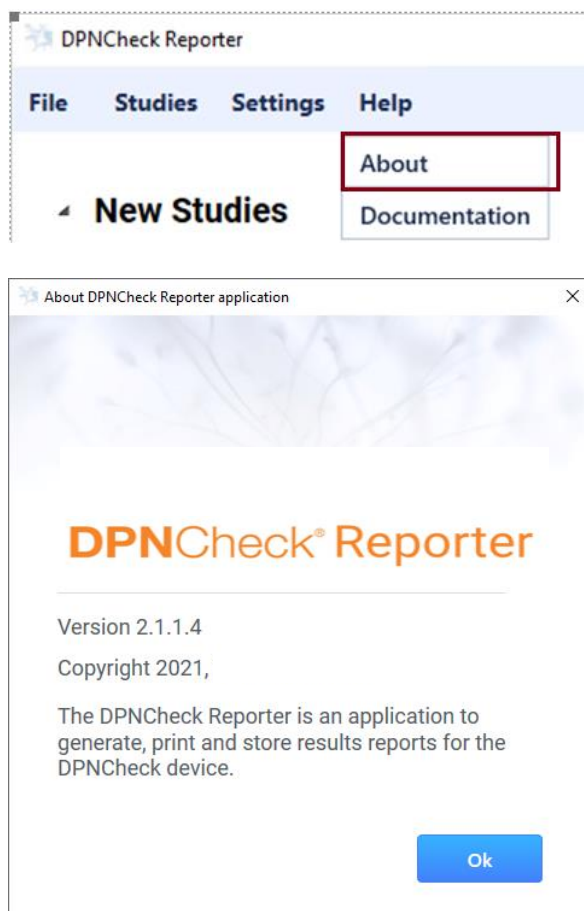 DPNCheck Reporter
File Studies Settings Help
About
New Studies
Documentation
About DPNCheck Reporter application
DPNCheck® Reporter
Version 2.1.1.4
Copyright 2021,
The DPNCheck Reporter is an application to
generate, print and store results reports for the
DPNCheck device.
Ok